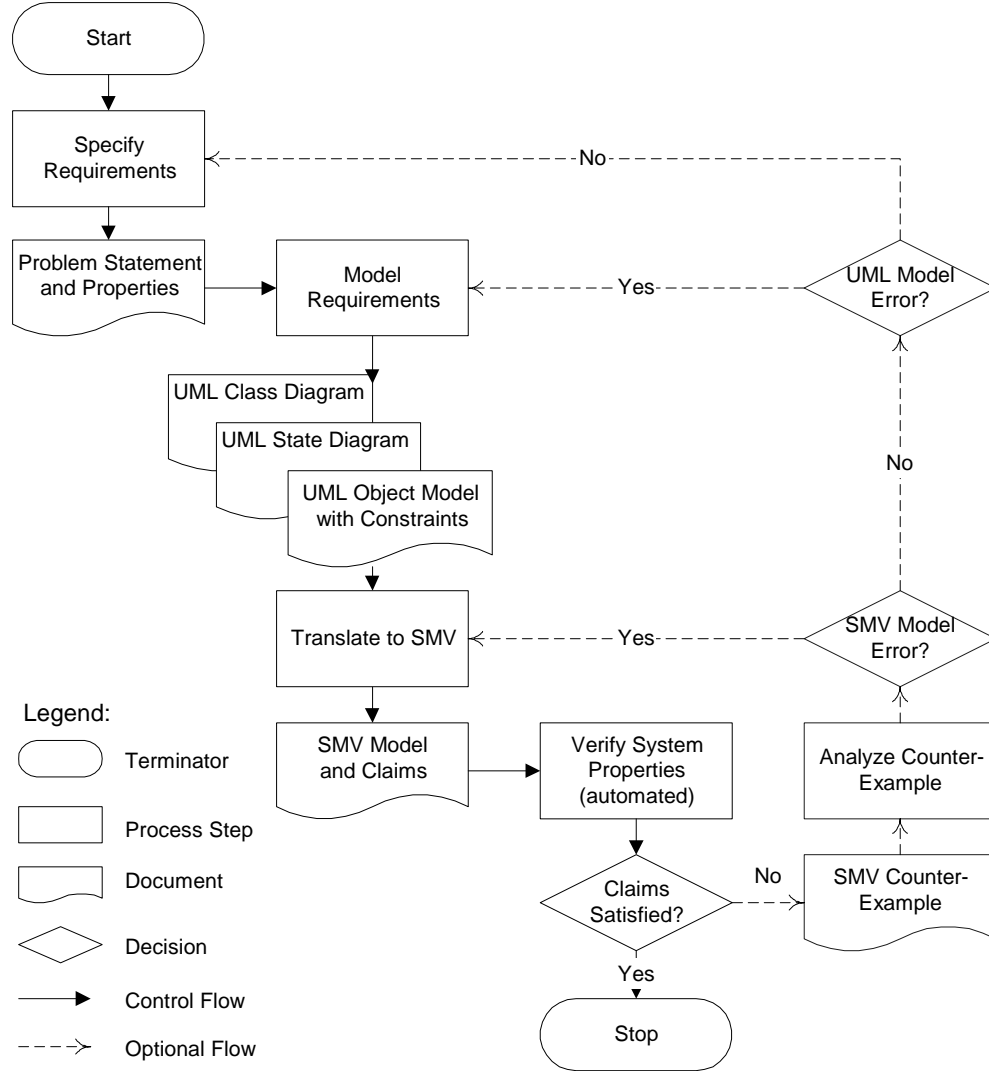 Start
Specify
Requirements
No
Problem Statement
and Properties
Model
Requirements
Yes
UML Model
Error?
UML Class Diagram
UML State Diagram
UML Object Model
with Constraints
No
Translate to SMV
Yes
SMV Model
Error?
SMV Model
and Claims
Verify System
Properties
(automated)
Analyze Counter-
Example
Claims
Satisfied?
No
SMV Counter-
Example
Yes
Stop
Legend:
Terminator
Process Step
Document
Decision
Control Flow
Optional Flow